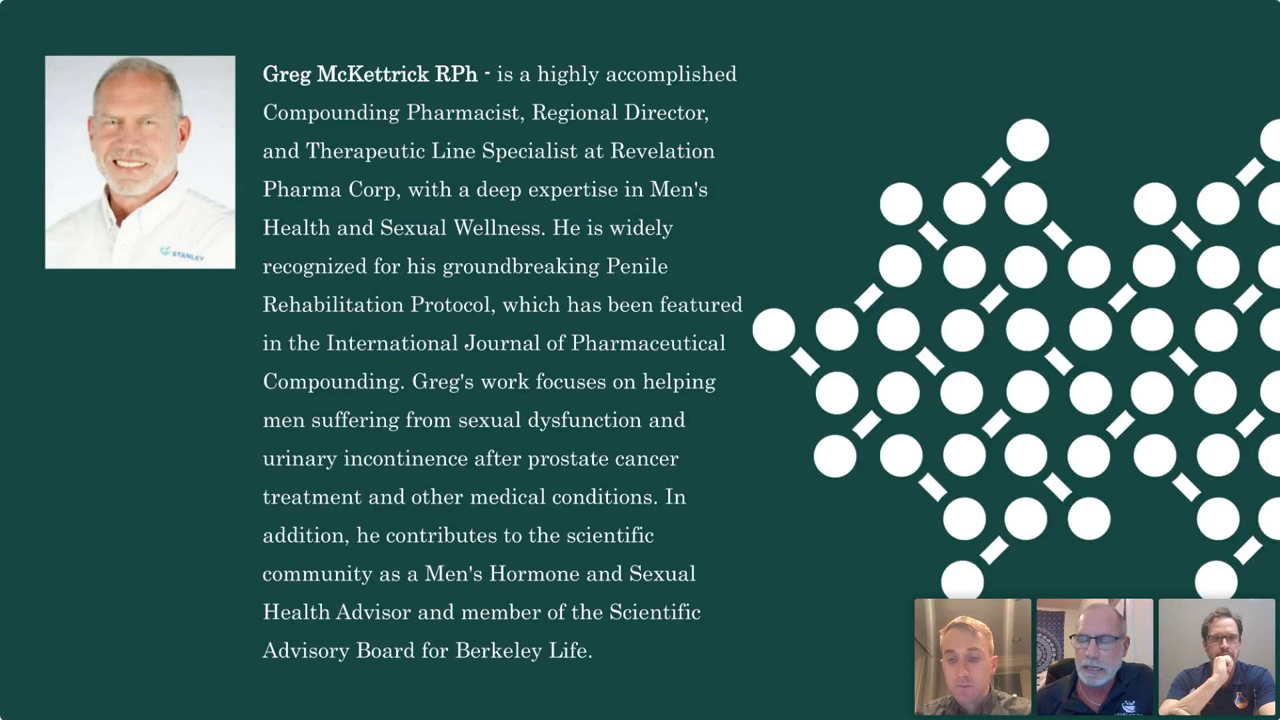 Greg McKettrick RPh - is a highly accomplished
Compounding Pharmacist, Regional Director,
and Therapeutic Line Specialist at Revelation
Pharma Corp, with a deep expertise in Men's
Health and Sexual Wellness. He is widely
recognized for his groundbreaking Penile
Rehabilitation Protocol, which has been featured
in the International Journal of Pharmaceutical
Compounding. Greg's work focuses on helping
men suffering from sexual dysfunction and
urinary incontinence after prostate cancer
treatment and other medical conditions. In
addition, he contributes to the scientific
community as a Men's Hormone and Sexual
Health Advisor and member of the Scientific
Advisory Board for Berkeley Life.
STANLEY